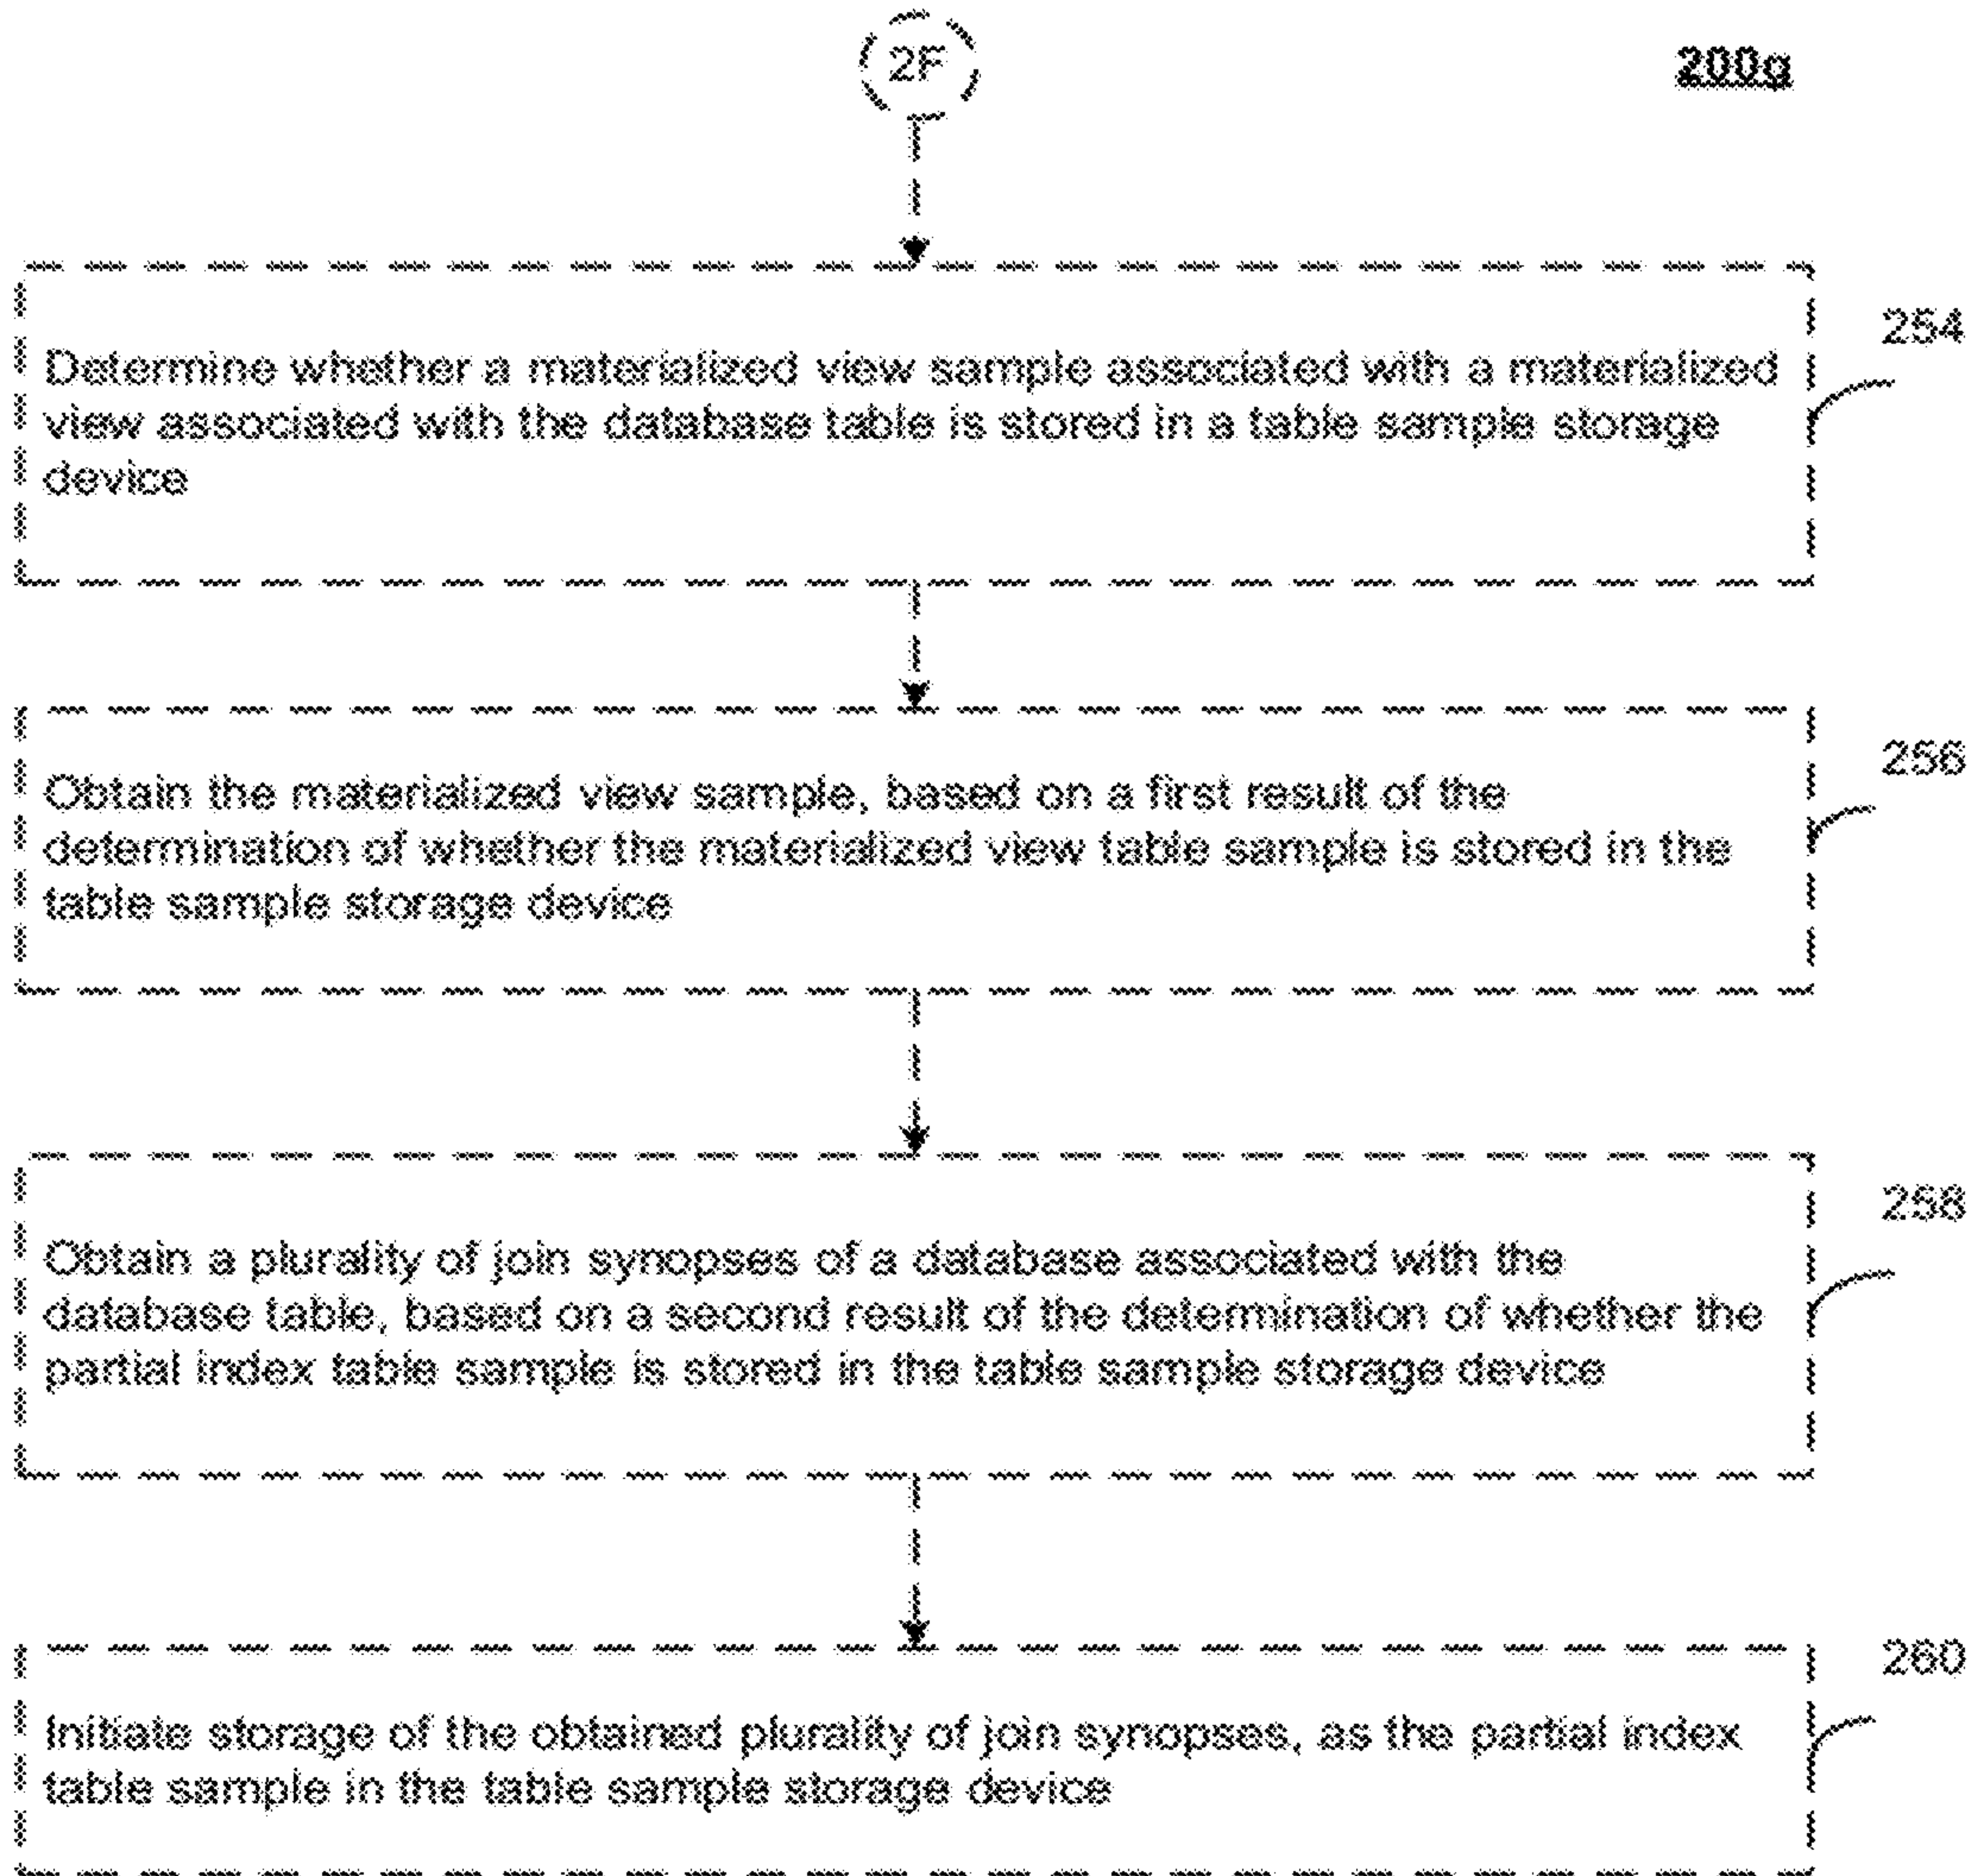 2F
200g
254
Determine whether a materialized view sample associated with a materialized
view associated with the database table is stored in a table sample storage
device
256
Obtain the materialized view sample, based on a first result of the
determination of whether the materialized view table sample is stored in the
table sample storage device
258
Obtain a plurality of join synopses of a database associated with the
database table, based on a second result of the determination of whether the
partial index table sample is stored in the table sample storage device
260
Initiate storage of the obtained plurality of join synopses, as the partial index
table sample in the table sample storage device